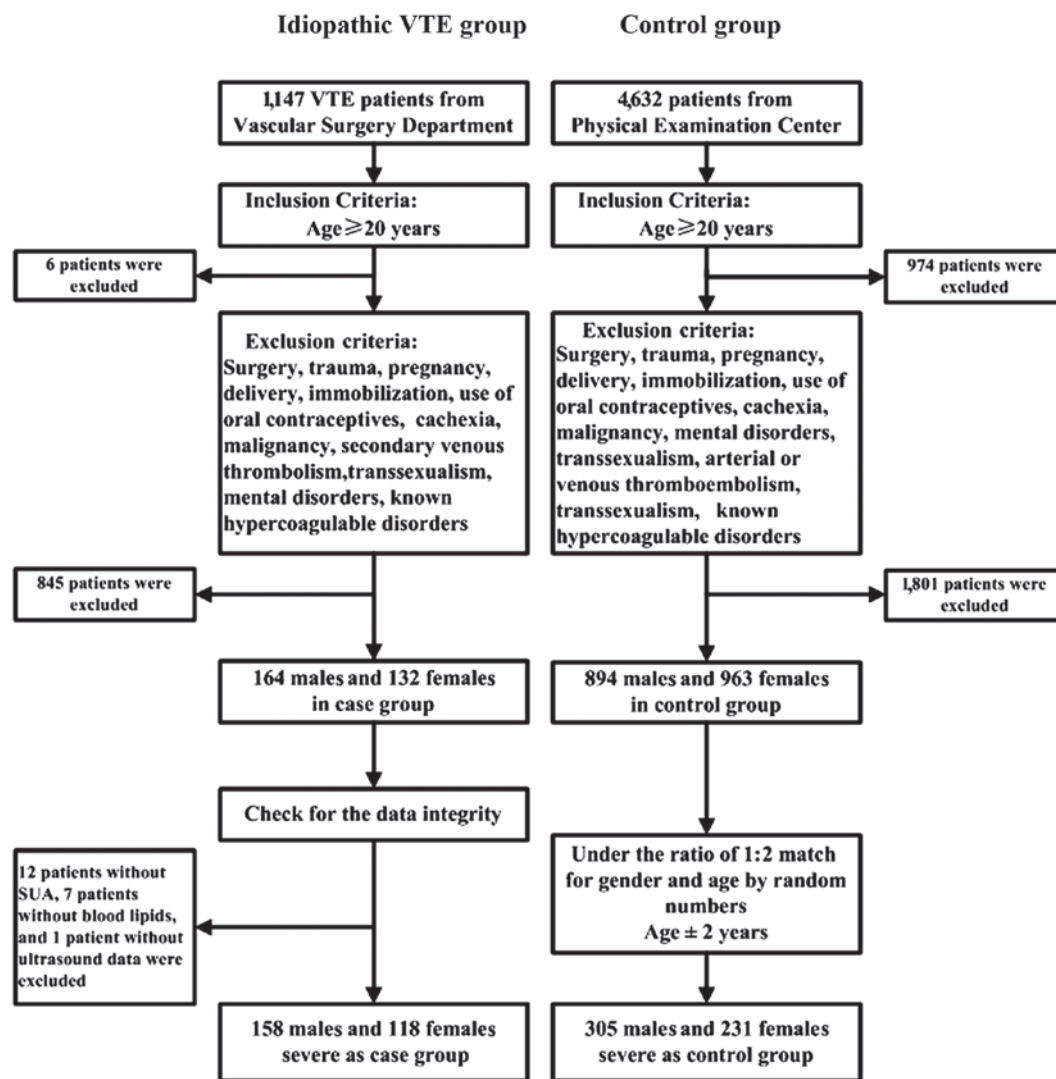 Idiopathic VTE group
Control group
1,147 VTE patients from
Vascular Surgery Department
4,632 patients from
Physical Examination Center
Inclusion Criteria:
Age≥20 years
Inclusion Criteria:
Age≥20 years
6 patients were
excluded
974 patients were
excluded
Exclusion criteria:
Surgery, trauma, pregnancy,
delivery, immobilization, use of
oral contraceptives, cachexia,
malignancy, secondary venous
thrombolism,transsexualism,
mental disorders, known
hypercoagulable disorders
Exclusion criteria:
Surgery, trauma, pregnancy,
delivery, immobilization, use of
oral contraceptives, cachexia,
malignancy, mental disorders,
transsexualism, arterial or
venous thromboembolism,
transsexualism, known
hypercoagulable disorders
845 patients were
excluded
1,801 patients were
excluded
164 males and 132 females
in case group
894 males and 963 females
in control group
Check for the data integrity
12 patients without
SUA, 7 patients
without blood lipids,
and 1 patient without
ultrasound data were
excluded
Under the ratio of 1:2 match
for gender and age by random
numbers
Age ± 2 years
158 males and 118 females
severe as case group
305 males and 231 females
severe as control group